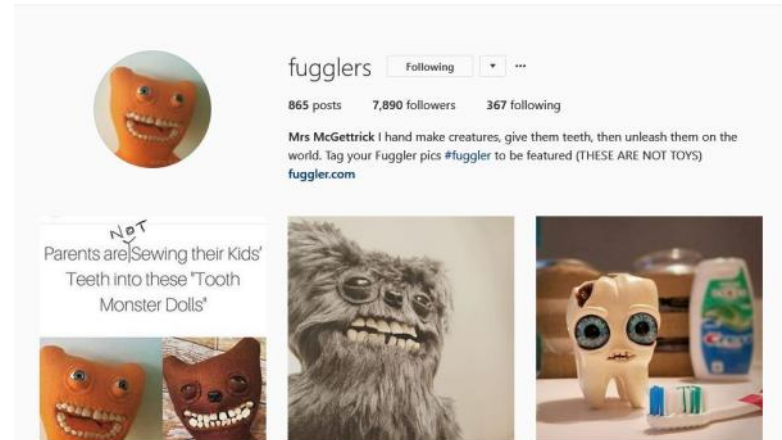 fugglers Following ▾ ...
865 posts 7,890 followers 367 following
Mrs McGettrick I hand make creatures, give them teeth, then unleash them on the
world. Tag your Fuggler pics #fuggler to be featured (THESE ARE NOT TOYS)
fuggler.com
NOT
Parents are Sewing their Kids'
Teeth into these "Tooth
Monster Dolls"
Crest